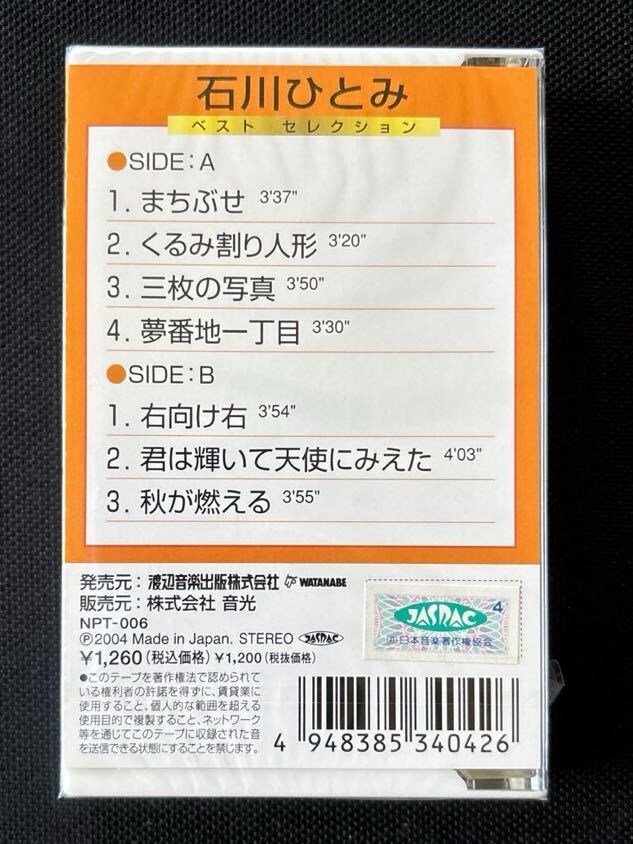 石川ひとみ
ベスト セレクション
●SIDE:A
1. まちぶせ 3'37"
2. くるみ割り人形 3'20"
3. 三枚の写真 3'50"
4. 夢番地一丁目 3'30"
●SIDE:B
1. 右向け右 3'54"
2. 君は輝いて天使にみえた 4'03"
3. 秋が燃える 3'55"
発売元:渡辺音楽出版株式会社 WATANABE
販売元:株式会社 音光
NPT-006
Ⓟ2004 Made in Japan. STEREO JASRAC
¥1,260(税込価格) ¥1,200(税抜価格)
JASRAC 4
(社)日本音楽著作権協会
●このテープを著作権法で認められて
いる権利者の許諾を得ずに、賃貸業に
使用すること、個人的な範囲を超える
使用目的で複製すること、ネットワーク
等を通じてこのテープに収録された音
を送信できる状態にすることを禁じます。
4 948385 340426